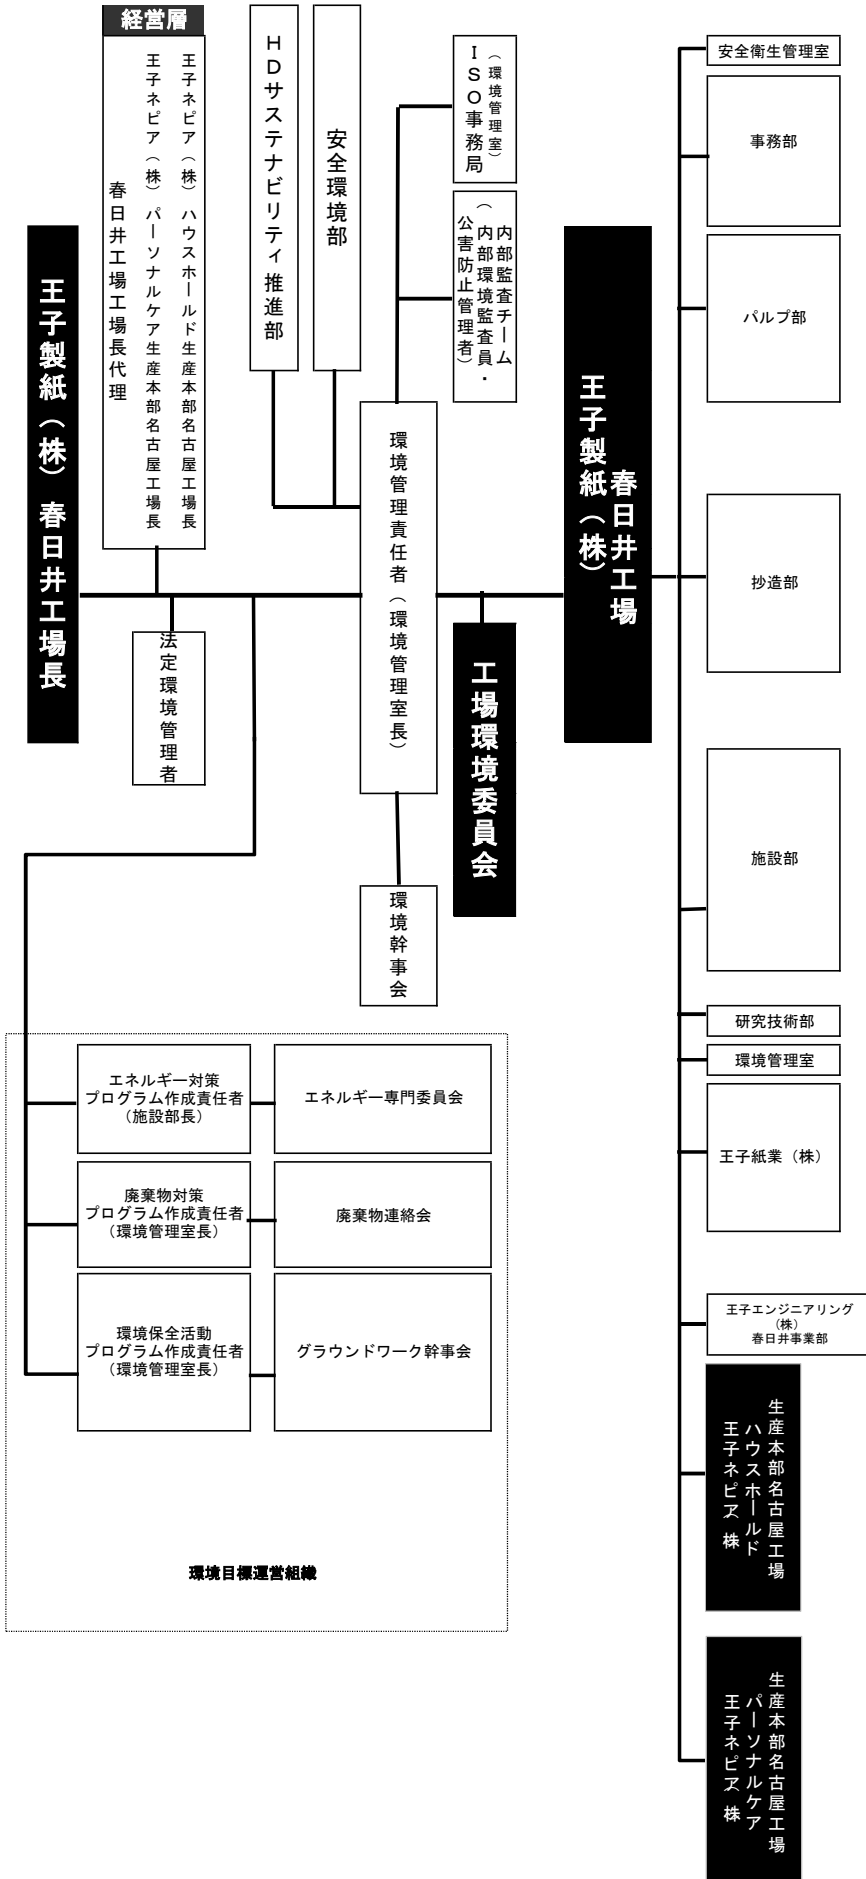 経営層
王子ネピア(株) ハウスホールド生産本部名古屋工場長
王子ネピア(株) パーソナルケア生産本部名古屋工場長
春日井工場工場長代理
王子製紙(株) 春日井工場長
法定環境管理者
HDサステナビリティ推進部
安全環境部
ISO事務局
(環境管理室)
内部監査チーム
(内部環境監査員・
公害防止管理者)
環境管理責任者(環境管理室長)
工場環境委員会
環境幹事会
王子製紙(株)
春日井工場
安全衛生管理室
事務部
パルプ部
抄造部
施設部
研究技術部
環境管理室
王子紙業(株)
王子エンジニアリング
(株)
春日井事業部
王子ネピア(株)
ハウスホールド
生産本部名古屋工場
王子ネピア(株)
パーソナルケア
生産本部名古屋工場
エネルギー対策
プログラム作成責任者
(施設部長)
エネルギー専門委員会
廃棄物対策
プログラム作成責任者
(環境管理室長)
廃棄物連絡会
環境保全活動
プログラム作成責任者
(環境管理室長)
グラウンドワーク幹事会
環境目標運営組織